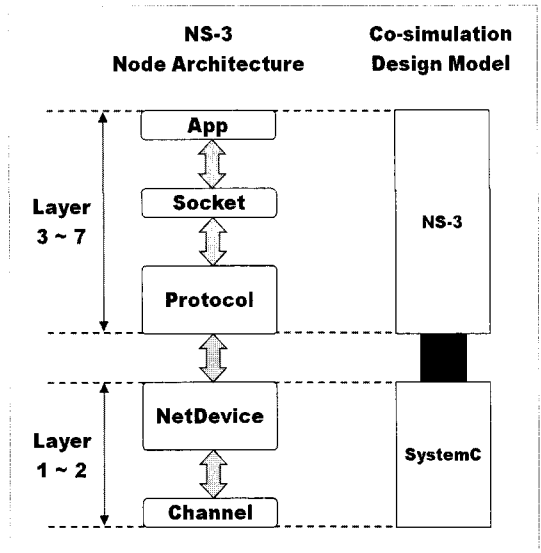 NS-3
Node Architecture
Co-simulation
Design Model
App
Socket
Layer
3 ~ 7
NS-3
Protocol
NetDevice
Layer
1 ~ 2
SystemC
Channel